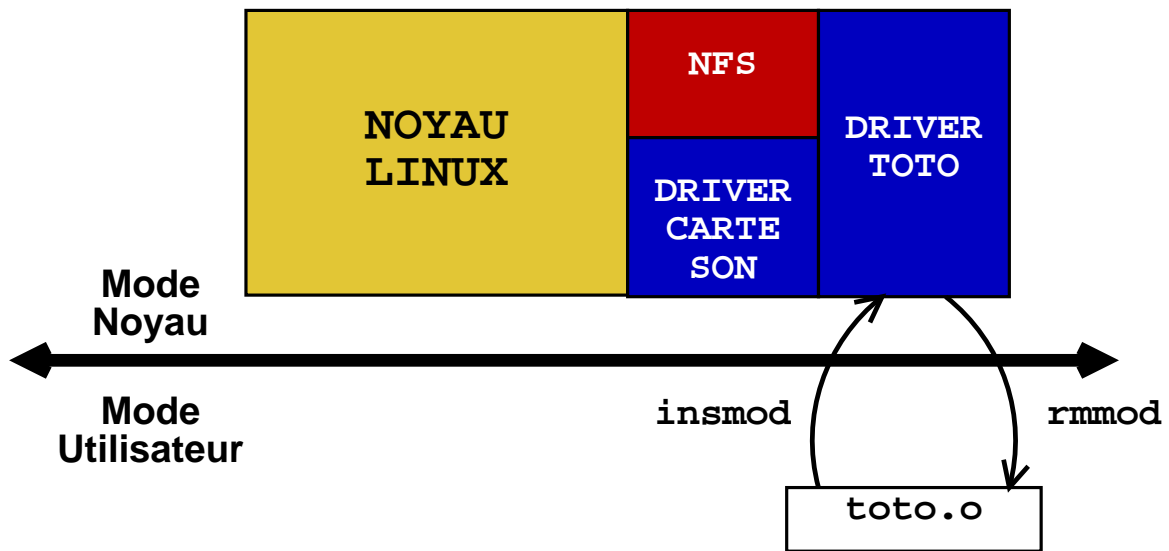 NOYAU
LINUX
NFS
DRIVER
CARTE
SON
DRIVER
TOTO
Mode
Noyau
Mode
Utilisateur
insmod
rmmod
toto.o